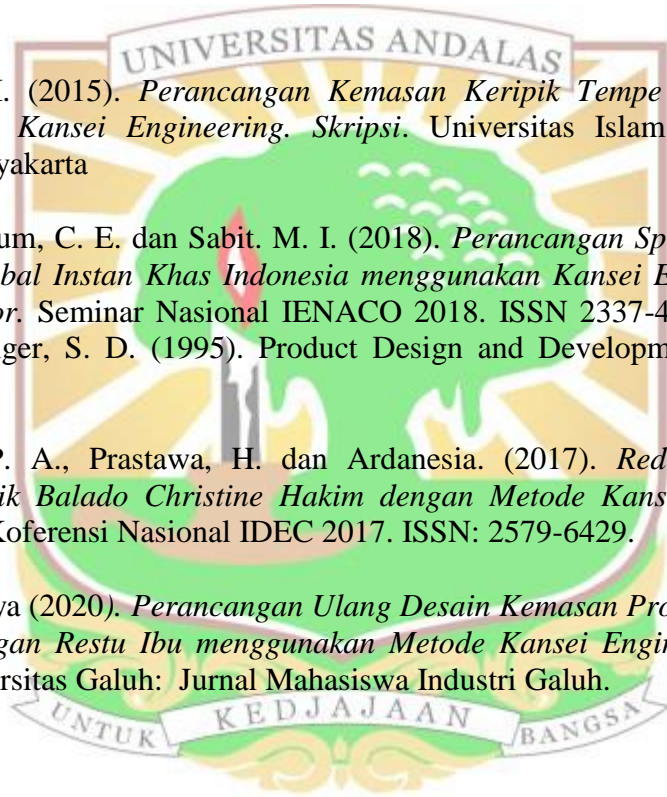 UNIVERSITAS ANDALAS
(2015). Perancangan Kemasan Keripik Tempe
Kansei Engineering. Skripsi. Universitas Islam
yakarta
um, C. E. dan Sabit. M. I. (2018). Perancangan Sp
bal Instan Khas Indonesia menggunakan Kansei E
or. Seminar Nasional IENACO 2018. ISSN 2337-4
ger, S. D. (1995). Product Design and Developm
P. A., Prastawa, H. dan Ardanesia. (2017). Red
ik Balado Christine Hakim dengan Metode Kans
Koferensi Nasional IDEC 2017. ISSN: 2579-6429.
ya (2020). Perancangan Ulang Desain Kemasan Pro
gan Restu Ibu menggunakan Metode Kansei Engin
ersitas Galuh: Jurnal Mahasiswa Industri Galuh.
UNTUK KEDJAJAAN BANGSA